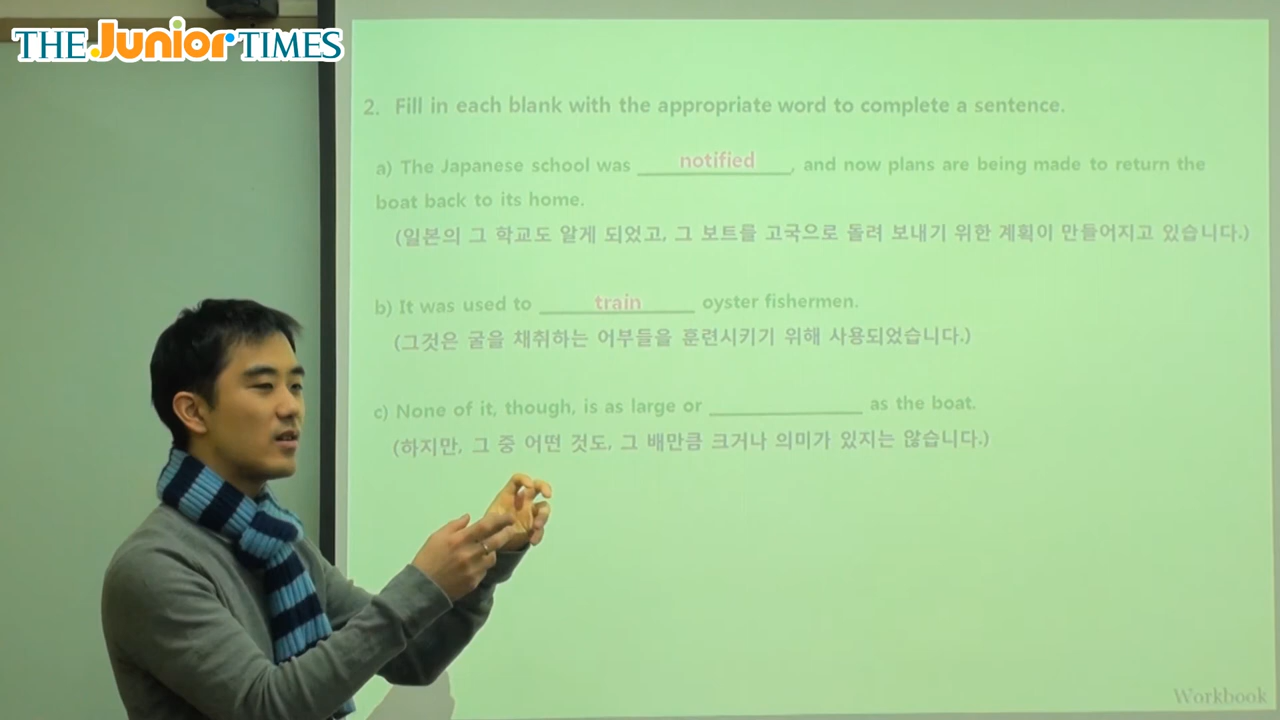 THE Junior TIMES
2. Fill in each blank with the appropriate word to complete a sentence.
a) The Japanese school was notified, and now plans are being made to return the
boat back to its home.
(일본의 그 학교도 알게 되었고, 그 보트를 고국으로 돌려 보내기 위한 계획이 만들어지고 있습니다.)
b) It was used to train oyster fishermen.
(그것은 굴을 채취하는 어부들을 훈련시키기 위해 사용되었습니다.)
c) None of it, though, is as large or ____________ as the boat.
(하지만, 그 중 어떤 것도, 그 배만큼 크거나 의미가 있지는 않습니다.)
Workbook